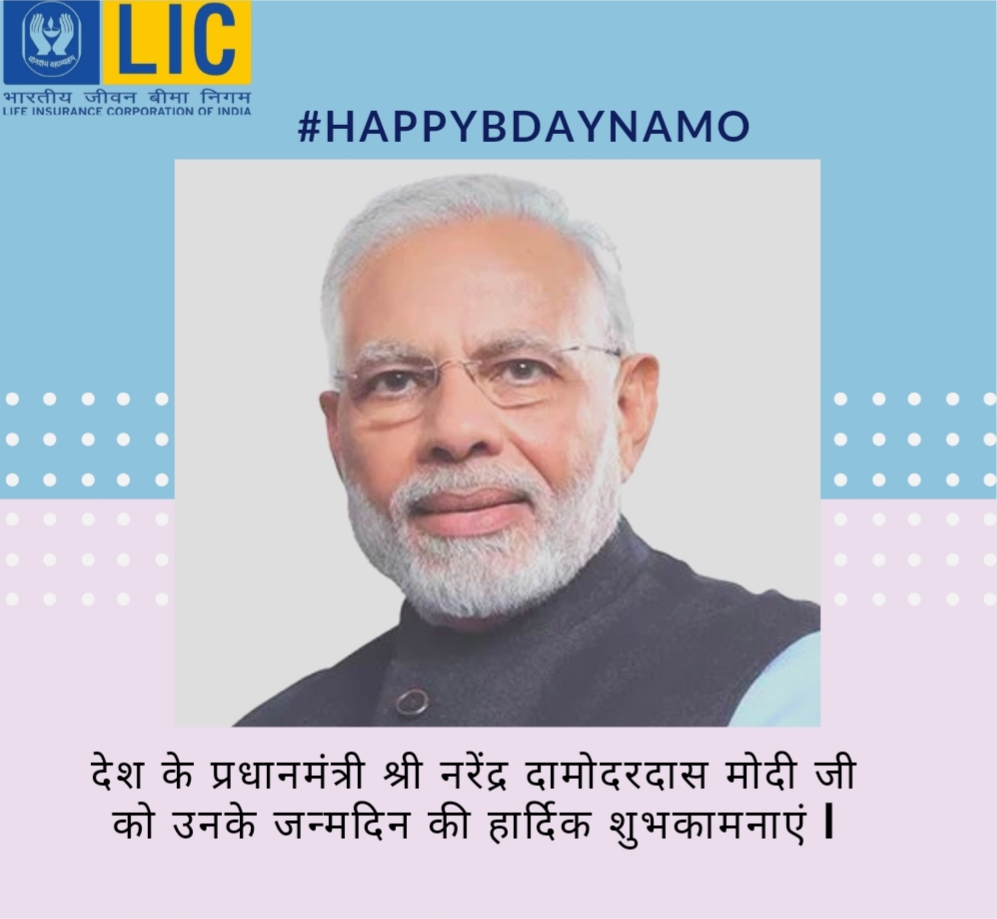 LIC
भारतीय जीवन बीमा निगम
LIFE INSURANCE CORPORATION OF INDIA
#HAPPYBDAYNAMO
देश के प्रधानमंत्री श्री नरेंद्र दामोदरदास मोदी जी
को उनके जन्मदिन की हार्दिक शुभकामनाएं |